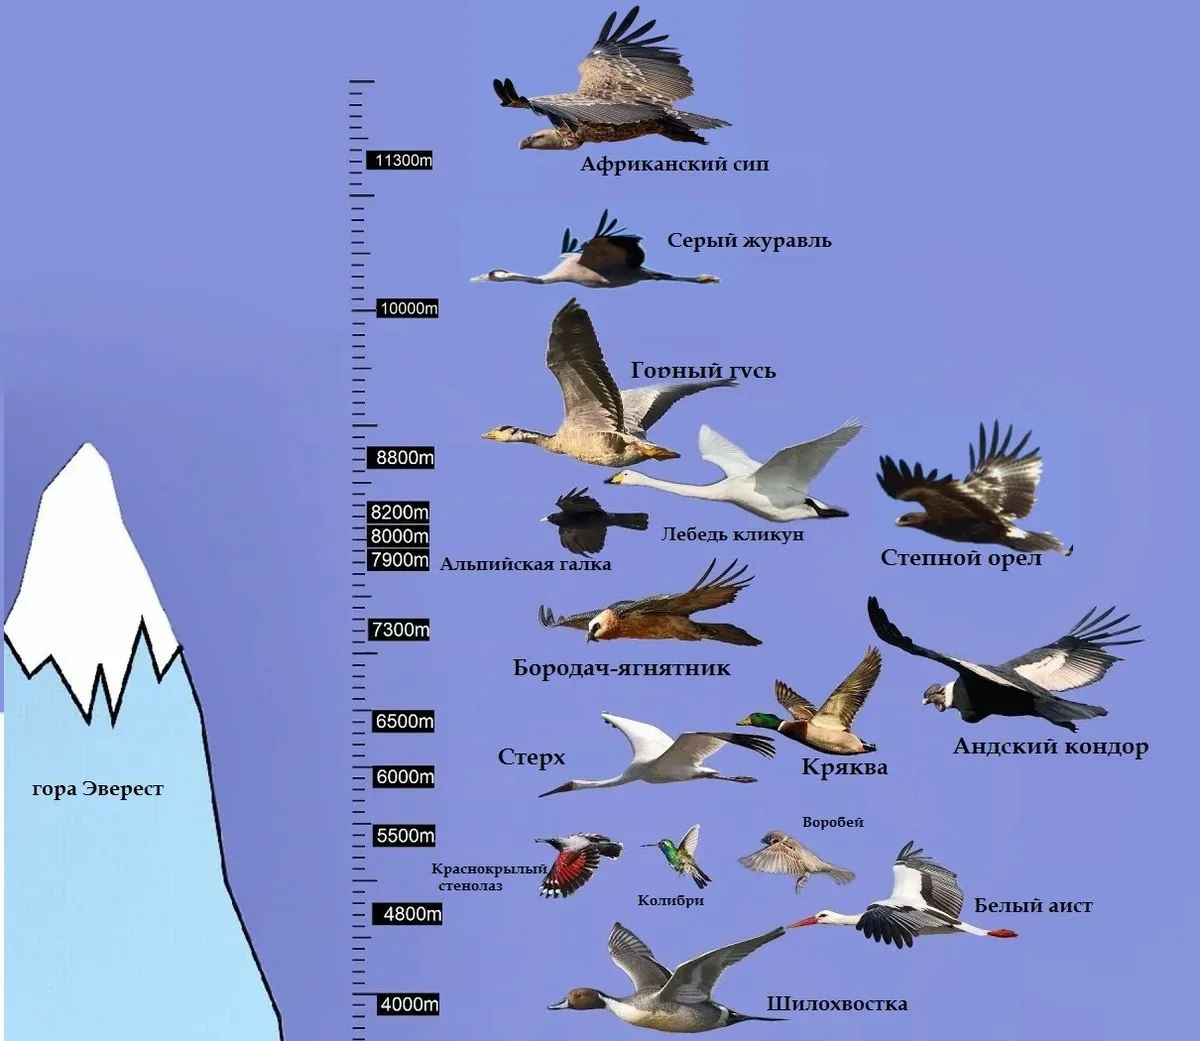 11300m
Африканский сип
Серый журавль
10000m
Горный гусь
8800m
8200m
8000m
7900m
Альпийская галка
Лебедь кликун
Степной орел
7300m
Бородач-ягнятник
6500m
Стерх
Кряква
Андский кондор
6000m
гора Эверест
5500m
Воробей
Краснокрылый
стенолаз
Колибри
4800m
Белый аист
4000m
Шилохвостка